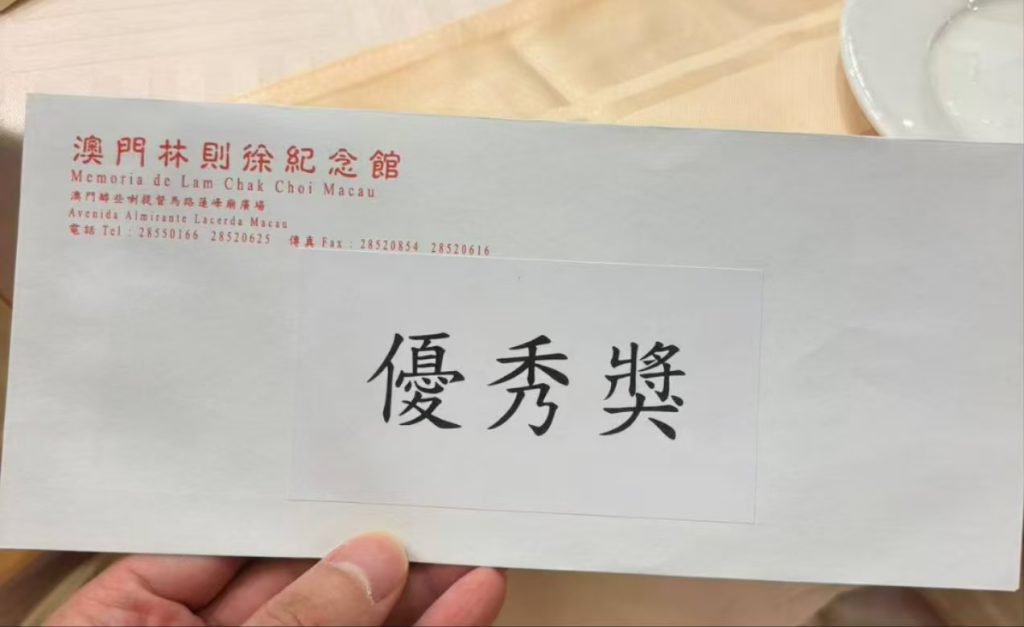 澳門林則徐紀念館
Memoria de Lam Chak Choi Macau
澳門罅些喇提督馬路蓮峰廟廣場
Avenida Almirante Lacerda Macau
電話 Tel : 28550166 28520625 傳真 Fax : 28520854 28520616
優秀獎